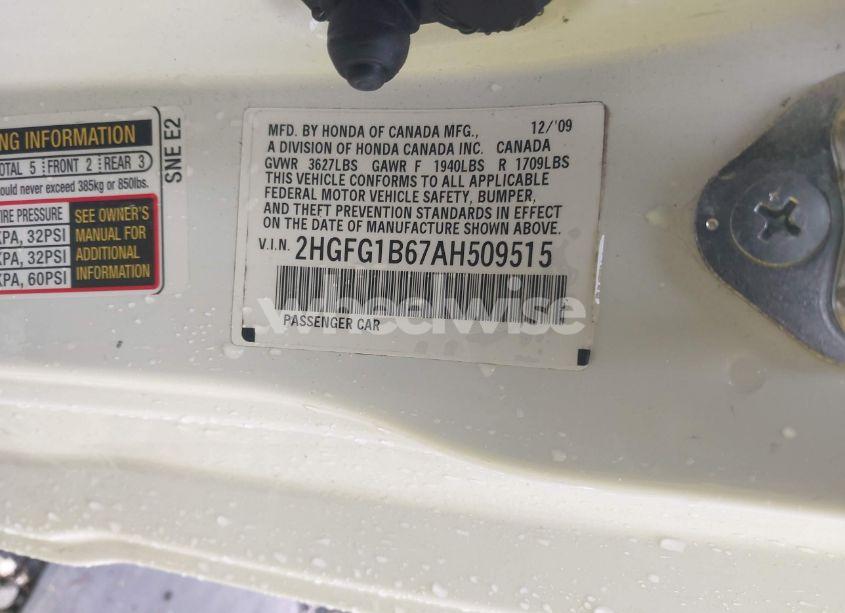 NG INFORMATION
OTAL 5 FRONT 2 REAR 3
ould never exceed 385kg or 850lbs.
IRE PRESSURE
KPA, 32PSI
KPA, 32PSI
KPA, 60PSI
SEE OWNER'S
MANUAL FOR
ADDITIONAL
INFORMATION
SNE E2
MFD. BY HONDA OF CANADA MFG., 12/'09
A DIVISION OF HONDA CANADA INC. CANADA
GVWR 3627LBS GAWR F 1940LBS R 1709LBS
THIS VEHICLE CONFORMS TO ALL APPLICABLE
FEDERAL MOTOR VEHICLE SAFETY, BUMPER,
AND THEFT PREVENTION STANDARDS IN EFFECT
ON THE DATE OF MANUFACTURE SHOWN ABOVE.
V.I.N. 2HGFG1B67AH509515
PASSENGER CAR
wheelwise